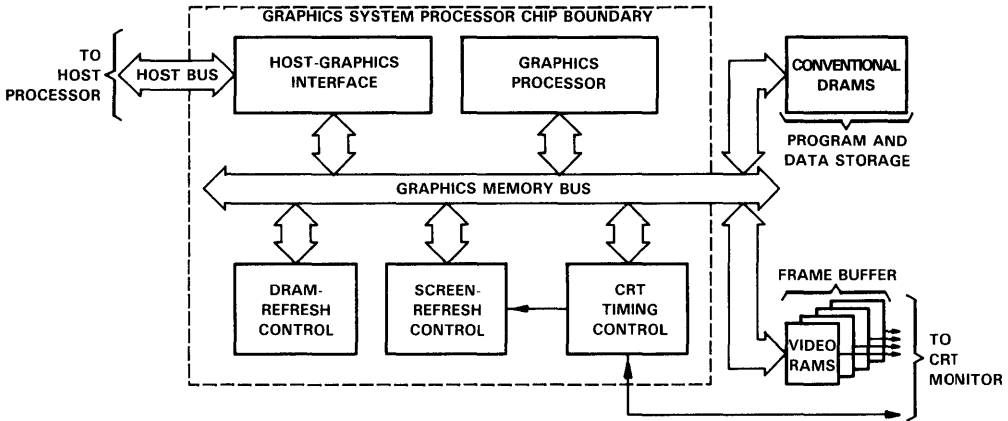 GRAPHICS SYSTEM PROCESSOR CHIP BOUNDARY
TO
HOST
PROCESSOR
HOST BUS
HOST-GRAPHICS
INTERFACE
GRAPHICS
PROCESSOR
CONVENTIONAL
DRAMS
PROGRAM AND
DATA STORAGE
GRAPHICS MEMORY BUS
DRAM-
REFRESH
CONTROL
SCREEN-
REFRESH
CONTROL
CRT
TIMING
CONTROL
FRAME BUFFER
VIDEO
RAMS
TO
CRT
MONITOR